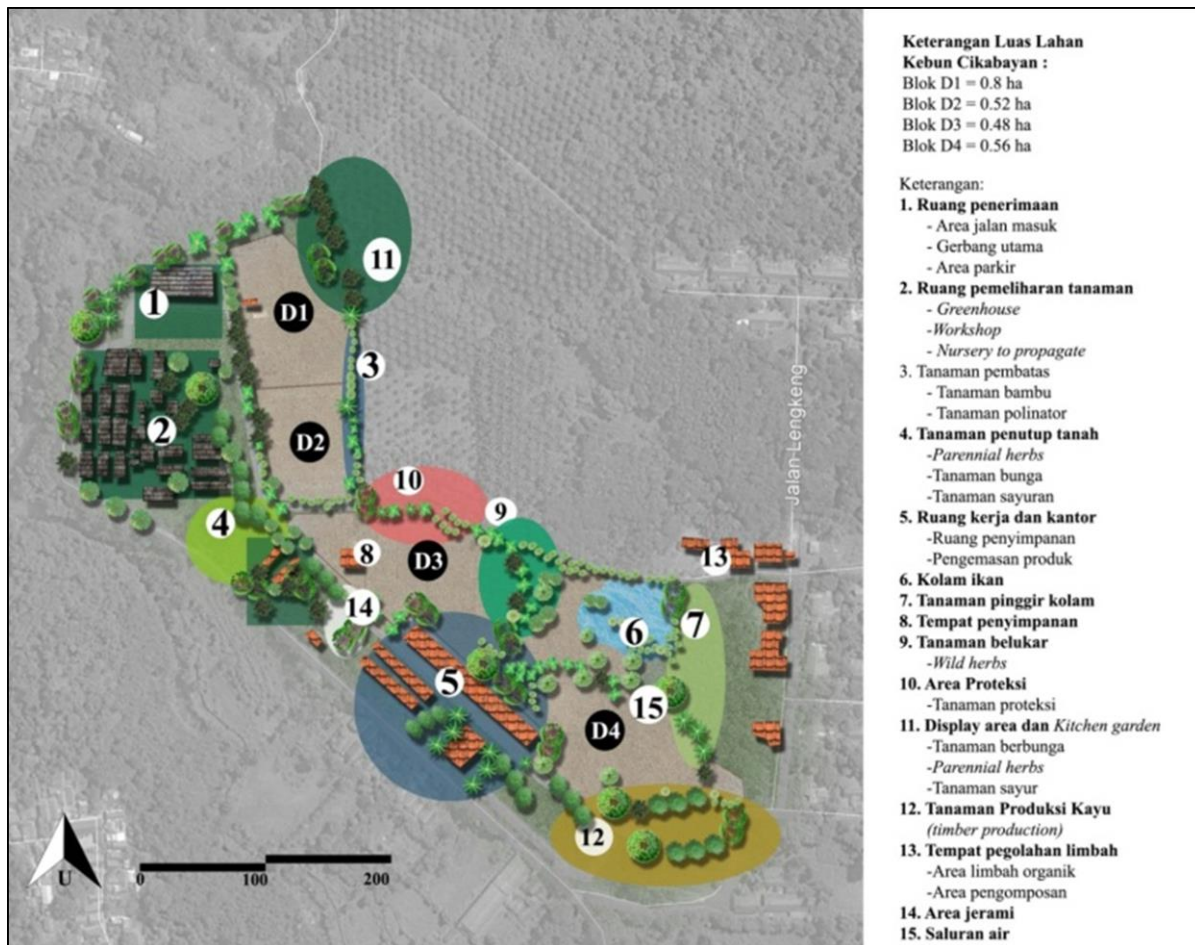 1
2
3
4
5
6
7
8
9
10
11
12
13
14
15
D1
D2
D3
D4
Jalan Lengkeng
U
0 100 200
Keterangan Luas Lahan
Kebun Cikabayan :
Blok D1 = 0.8 ha
Blok D2 = 0.52 ha
Blok D3 = 0.48 ha
Blok D4 = 0.56 ha
Keterangan:
1. Ruang penerimaan
- Area jalan masuk
- Gerbang utama
- Area parkir
2. Ruang pemeliharan tanaman
- Greenhouse
-Workshop
- Nursery to propagate
3. Tanaman pembatas
- Tanaman bambu
- Tanaman polinator
4. Tanaman penutup tanah
-Parennial herbs
-Tanaman bunga
-Tanaman sayuran
5. Ruang kerja dan kantor
-Ruang penyimpanan
-Pengemasan produk
6. Kolam ikan
7. Tanaman pinggir kolam
8. Tempat penyimpanan
9. Tanaman belukar
-Wild herbs
10. Area Proteksi
-Tanaman proteksi
11. Display area dan Kitchen garden
-Tanaman berbunga
-Parennial herbs
-Tanaman sayur
12. Tanaman Produksi Kayu
(timber production)
13. Tempat pegolahan limbah
-Area limbah organik
-Area pengomposan
14. Area jerami
15. Saluran air